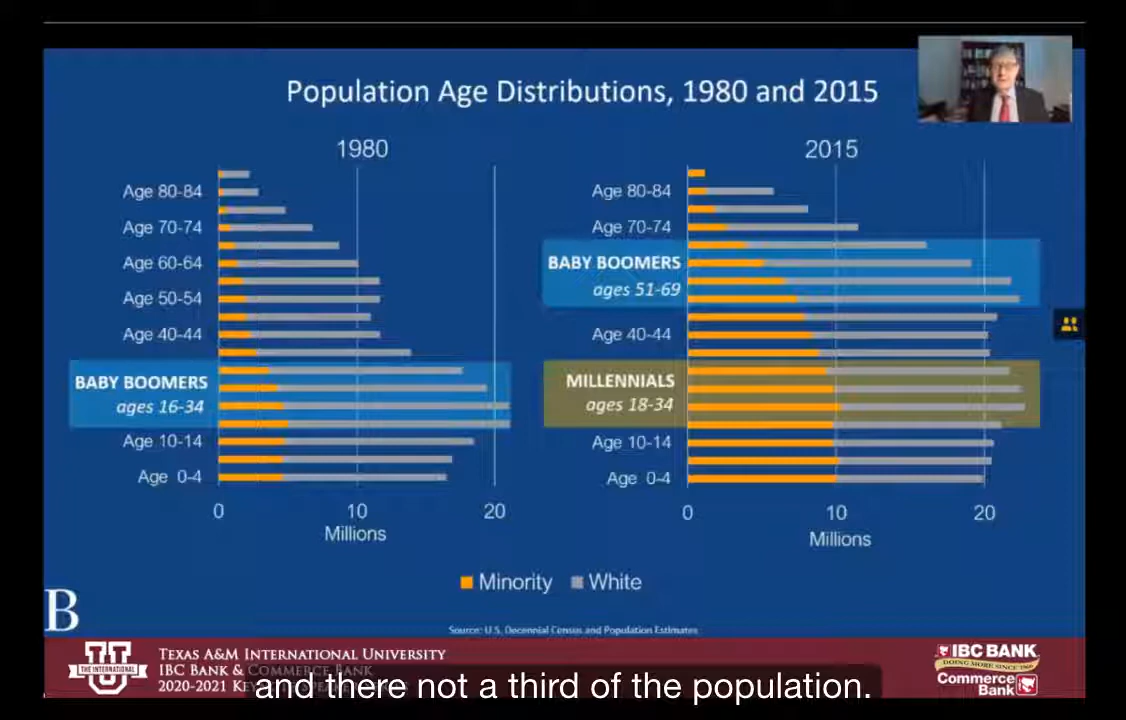 Population Age Distributions, 1980 and 2015
1980
Age 80-84
Age 70-74
Age 60-64
Age 50-54
Age 40-44
BABY BOOMERS
ages 16-34
Age 10-14
Age 0-4
0 10 20
Millions
2015
Age 80-84
Age 70-74
BABY BOOMERS
ages 51-69
Age 40-44
MILLENNIALS
ages 18-34
Age 10-14
Age 0-4
0 10 20
Millions
Minority White
B
Source: U.S. Decennial Census and Population Estimates
U
THE INTERNATIONAL
TEXAS A&M INTERNATIONAL UNIVERSITY
IBC BANK & COMMERCE BANK
2020-2021
IBC BANK
DOING MORE SINCE 1966
Commerce
Bank
and there not a third of the population.